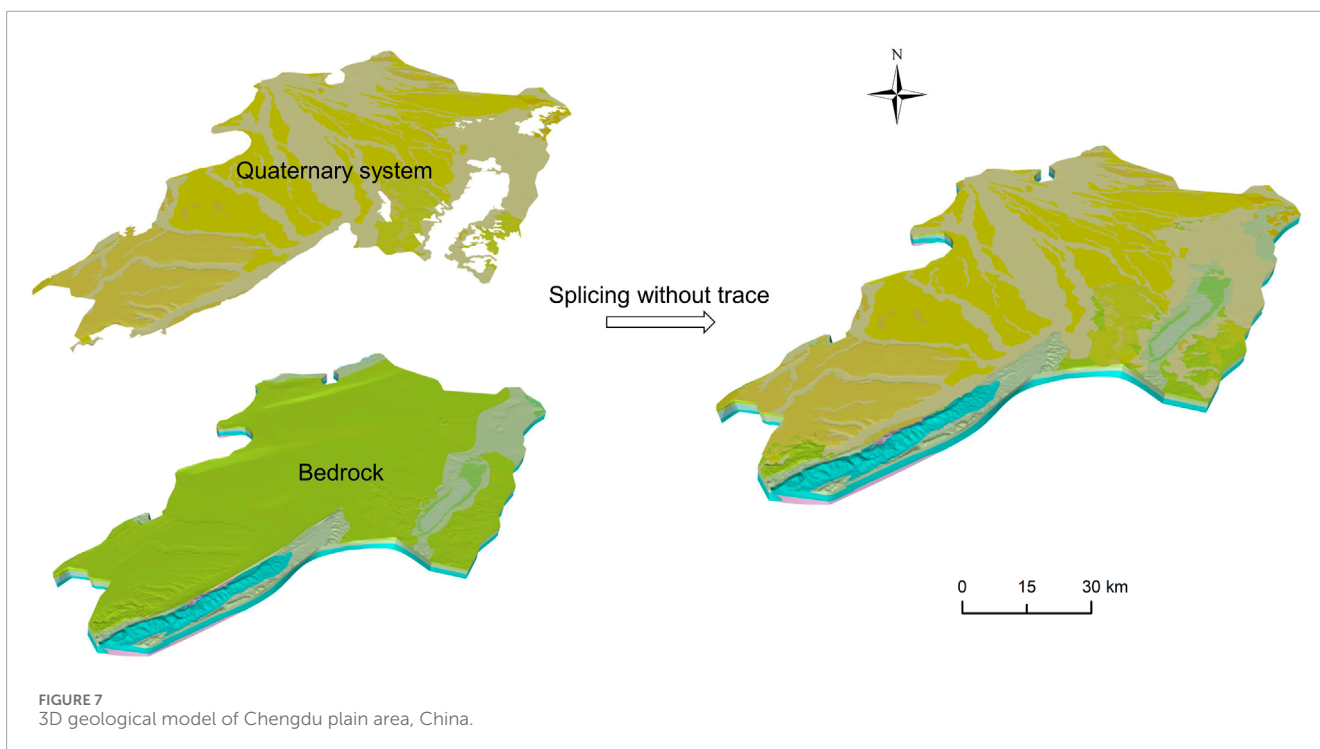 N
Quaternary system
Splicing without trace
Bedrock
0 15 30 km
FIGURE 7
3D geological model of Chengdu plain area, China.